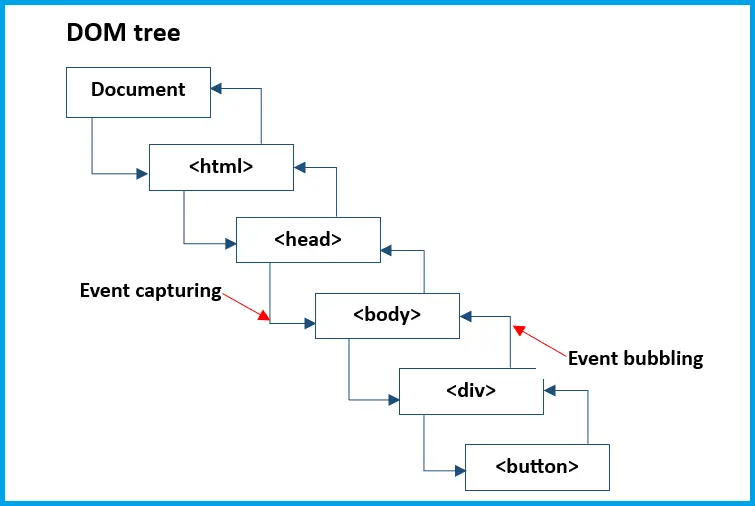 DOM tree
Document
<html>
<head>
Event capturing
<body>
Event bubbling
<div>
<button>